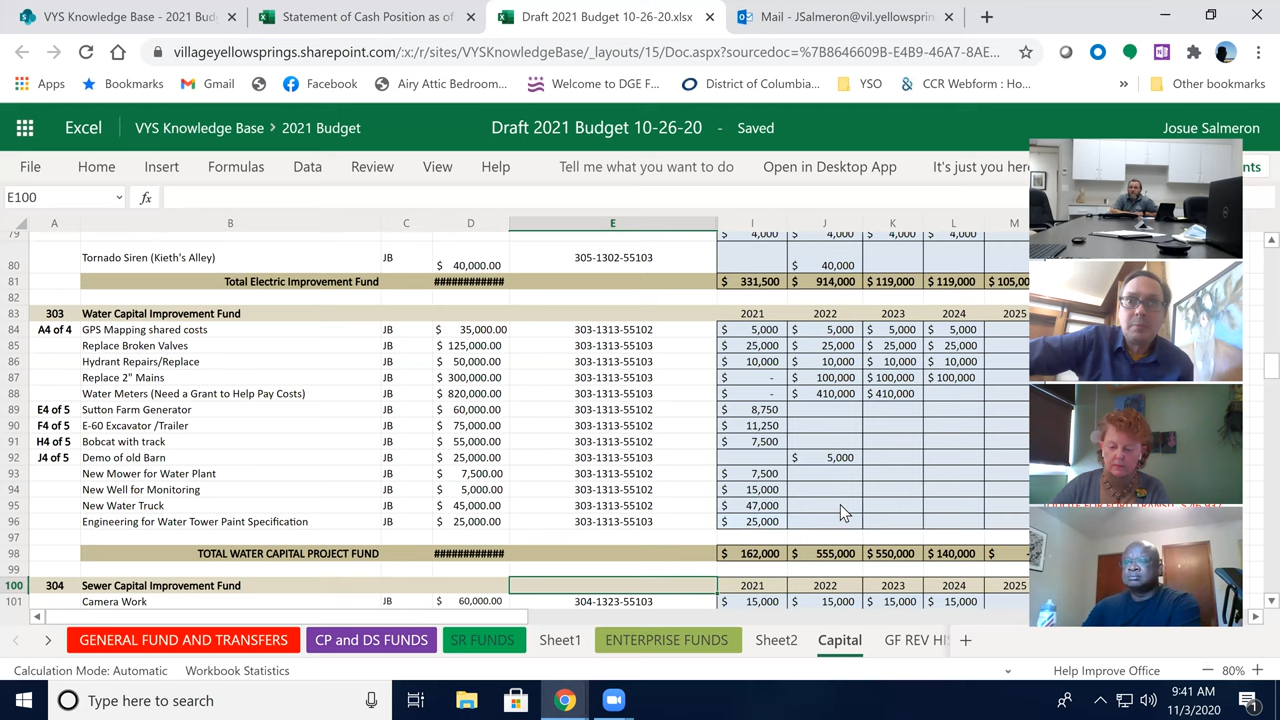 VYS Knowledge Base - 2021 Bud
Statement of Cash Position as of
Draft 2021 Budget 10-26-20.xlsx
Mail - JSalmeron@vil.yellowsprin
villageyellowsprings.sharepoint.com/:x:/r/sites/VYSKnowledgeBase/_layouts/15/Doc.aspx?sourcedoc=%7B8646609B-E4B9-46A7-8AE...
Apps Bookmarks Gmail Facebook Airy Attic Bedroom... Welcome to DGE F... District of Columbia... YSO CCR Webform : Ho... » Other bookmarks
Excel VYS Knowledge Base > 2021 Budget Draft 2021 Budget 10-26-20 - Saved Josue Salmeron
File Home Insert Formulas Data Review View Help Tell me what you want to do Open in Desktop App It's just you here nts
E100 fx
A B C D E I J K L M
79 $ 4,000 $ 4,000 $ 4,000 $ 4,000
80 Tornado Siren (Kieth's Alley) JB $ 40,000.00 305-1302-55103 $ 40,000
81 Total Electric Improvement Fund ############ $ 331,500 $ 914,000 $ 119,000 $ 119,000 $ 105,00
82
83 303 Water Capital Improvement Fund 2021 2022 2023 2024 2025
84 A4 of 4 GPS Mapping shared costs JB $ 35,000.00 303-1313-55102 $ 5,000 $ 5,000 $ 5,000 $ 5,000
85 Replace Broken Valves JB $ 125,000.00 303-1313-55103 $ 25,000 $ 25,000 $ 25,000 $ 25,000
86 Hydrant Repairs/Replace JB $ 50,000.00 303-1313-55103 $ 10,000 $ 10,000 $ 10,000 $ 10,000
87 Replace 2" Mains JB $ 300,000.00 303-1313-55103 $ - $ 100,000 $ 100,000 $ 100,000
88 Water Meters (Need a Grant to Help Pay Costs) JB $ 820,000.00 303-1313-55103 $ - $ 410,000 $ 410,000
89 E4 of 5 Sutton Farm Generator JB $ 60,000.00 303-1313-55103 $ 8,750
90 F4 of 5 E-60 Excavator /Trailer JB $ 75,000.00 303-1313-55102 $ 11,250
91 H4 of 5 Bobcat with track JB $ 55,000.00 303-1313-55102 $ 7,500
92 J4 of 5 Demo of old Barn JB $ 25,000.00 303-1313-55103 $ 5,000
93 New Mower for Water Plant JB $ 7,500.00 303-1313-55102 $ 7,500
94 New Well for Monitoring JB $ 5,000.00 303-1313-55102 $ 15,000
95 New Water Truck JB $ 45,000.00 303-1313-55102 $ 47,000
96 Engineering for Water Tower Paint Specification JB $ 25,000.00 303-1313-55102 $ 25,000
97
98 TOTAL WATER CAPITAL PROJECT FUND ############ $ 162,000 $ 555,000 $ 550,000 $ 140,000 $ -
99
100 304 Sewer Capital Improvement Fund 2021 2022 2023 2024 2025
101 Camera Work JB $ 60,000.00 304-1323-55103 $ 15,000 $ 15,000 $ 15,000 $ 15,000
GENERAL FUND AND TRANSFERS CP and DS FUNDS SR FUNDS Sheet1 ENTERPRISE FUNDS Sheet2 Capital GF REV HI
Calculation Mode: Automatic Workbook Statistics Help Improve Office 80%
Type here to search
9:41 AM
11/3/2020
1